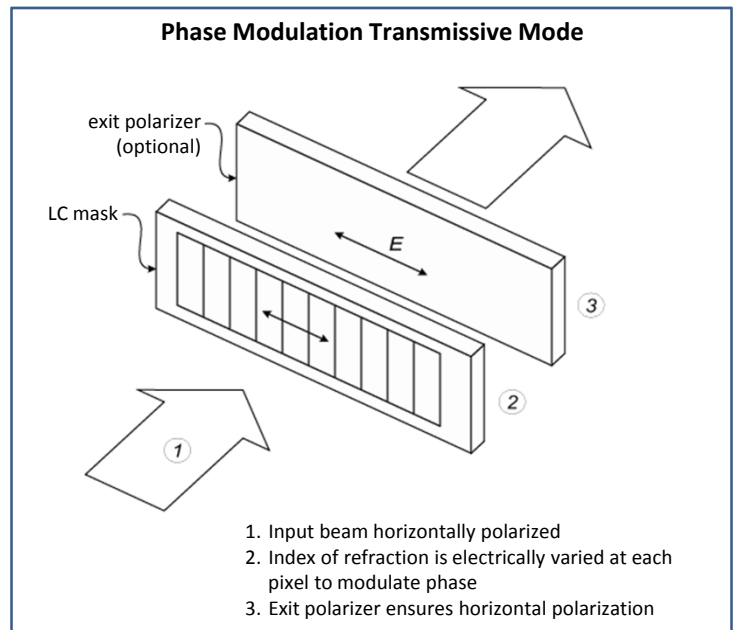 Phase Modulation Transmissive Mode
exit polarizer
(optional)
LC mask
E
3
2
1
1. Input beam horizontally polarized
2. Index of refraction is electrically varied at each
pixel to modulate phase
3. Exit polarizer ensures horizontal polarization